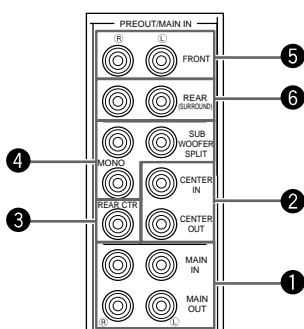 PREOUT/MAIN IN
R L
FRONT
5
REAR
(SURROUND)
6
SUB
WOOFER
SPLIT
4
MONO
CENTER
IN
2
REAR CTR
3
CENTER
OUT
MAIN
IN
1
MAIN
OUT
R L